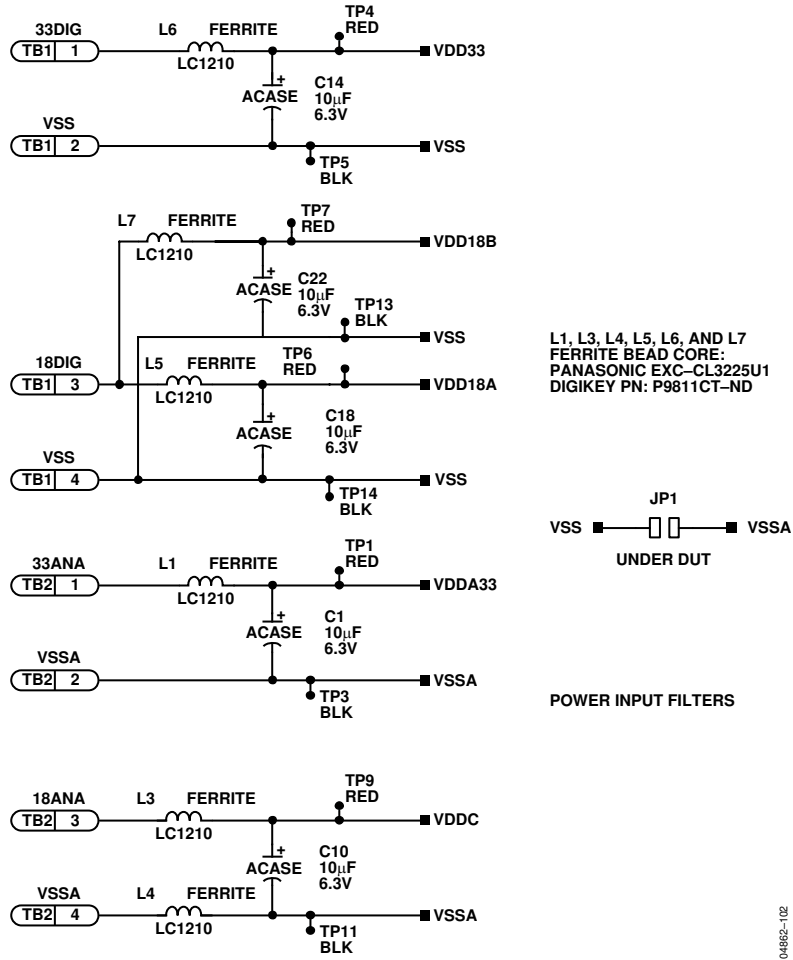 33DIG
TB1 1
L6 FERRITE
LC1210
TP4
RED
VDD33
+
ACASE
C14
10µF
6.3V
VSS
TB1 2
TP5
BLK
VSS
L7 FERRITE
LC1210
TP7
RED
VDD18B
+
ACASE
C22
10µF
6.3V
TP13
BLK
VSS
18DIG
TB1 3
L5 FERRITE
LC1210
TP6
RED
VDD18A
+
ACASE
C18
10µF
6.3V
VSS
TB1 4
TP14
BLK
VSS
33ANA
TB2 1
L1 FERRITE
LC1210
TP1
RED
VDDA33
+
ACASE
C1
10µF
6.3V
VSSA
TB2 2
TP3
BLK
VSSA
18ANA
TB2 3
L3 FERRITE
LC1210
TP9
RED
VDDC
+
ACASE
C10
10µF
6.3V
VSSA
TB2 4
L4 FERRITE
LC1210
TP11
BLK
VSSA
L1, L3, L4, L5, L6, AND L7
FERRITE BEAD CORE:
PANASONIC EXC–CL3225U1
DIGIKEY PN: P9811CT–ND
JP1
VSS VSSA
UNDER DUT
POWER INPUT FILTERS
04862-102